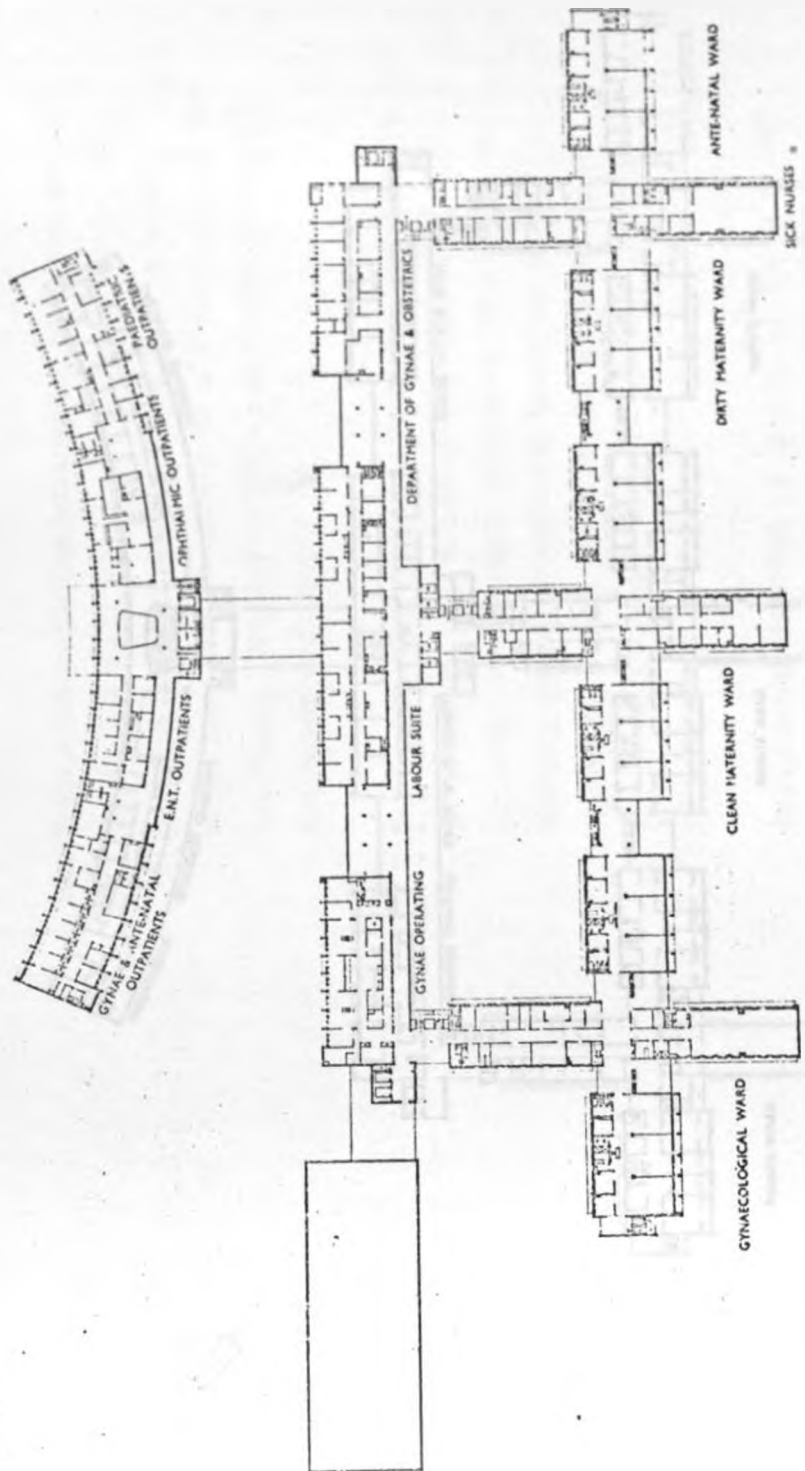 GYNAE & ANTE-NATAL
OUTPATIENTS
E.N.T. OUTPATIENTS
OPHTHALMIC OUTPATIENTS
PAEDIATRIC
OUTPATIENTS
GYNAE OPERATING
LABOUR SUITE
DEPARTMENT OF GYNAE & OBSTETRICS
GYNAECOLOGICAL WARD
CLEAN MATERNITY WARD
DIRTY MATERNITY WARD
SICK NURSES
ANTE-NATAL WARD